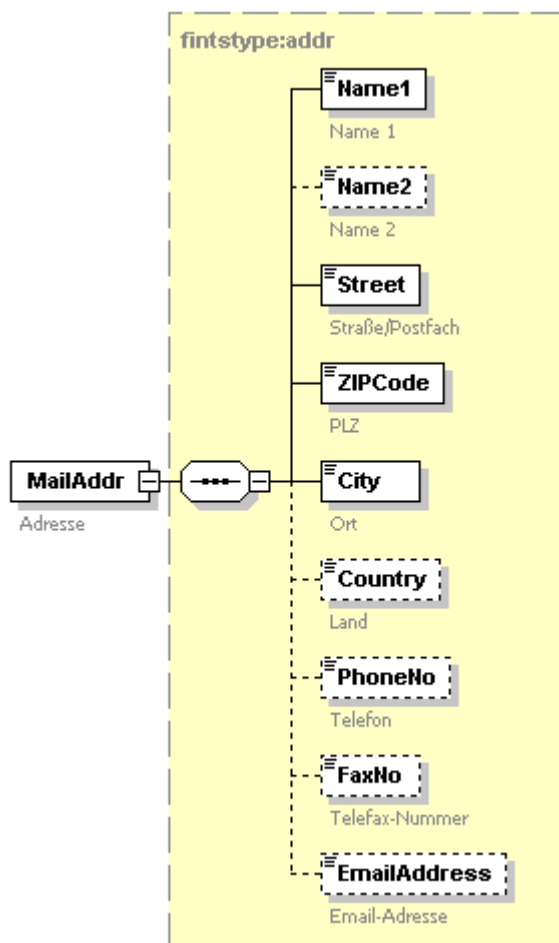 fintstype:addr
Name1
Name 1
Name2
Name 2
Street
Straße/Postfach
ZIPCode
PLZ
MailAddr
Adresse
City
Ort
Country
Land
PhoneNo
Telefon
FaxNo
Telefax-Nummer
EmailAddress
Email-Adresse